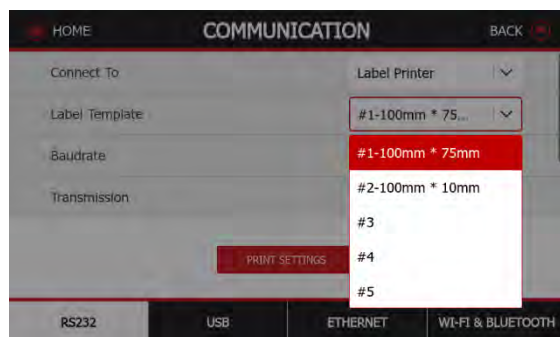 HOME COMMUNICATION BACK
Connect To Label Printer
Label Template #1-100mm * 75...
Baudrate #1-100mm * 75mm
#2-100mm * 10mm
Transmission
#3
PRINT SETTINGS #4
#5
RS232 USB ETHERNET WI-FI & BLUETOOTH